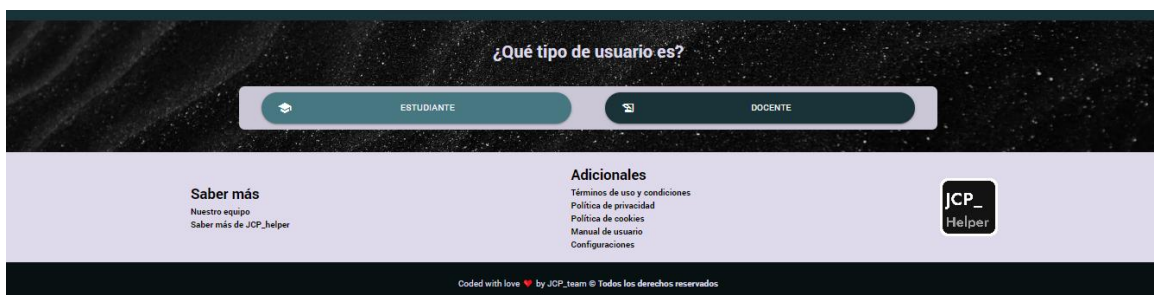 ¿Qué tipo de usuario es?
ESTUDIANTE
DOCENTE
Saber más
Nuestro equipo
Saber más de JCP_helper
Adicionales
Términos de uso y condiciones
Política de privacidad
Política de cookies
Manual de usuario
Configuraciones
JCP_
Helper
Coded with love ❤ by JCP_team © Todos los derechos reservados